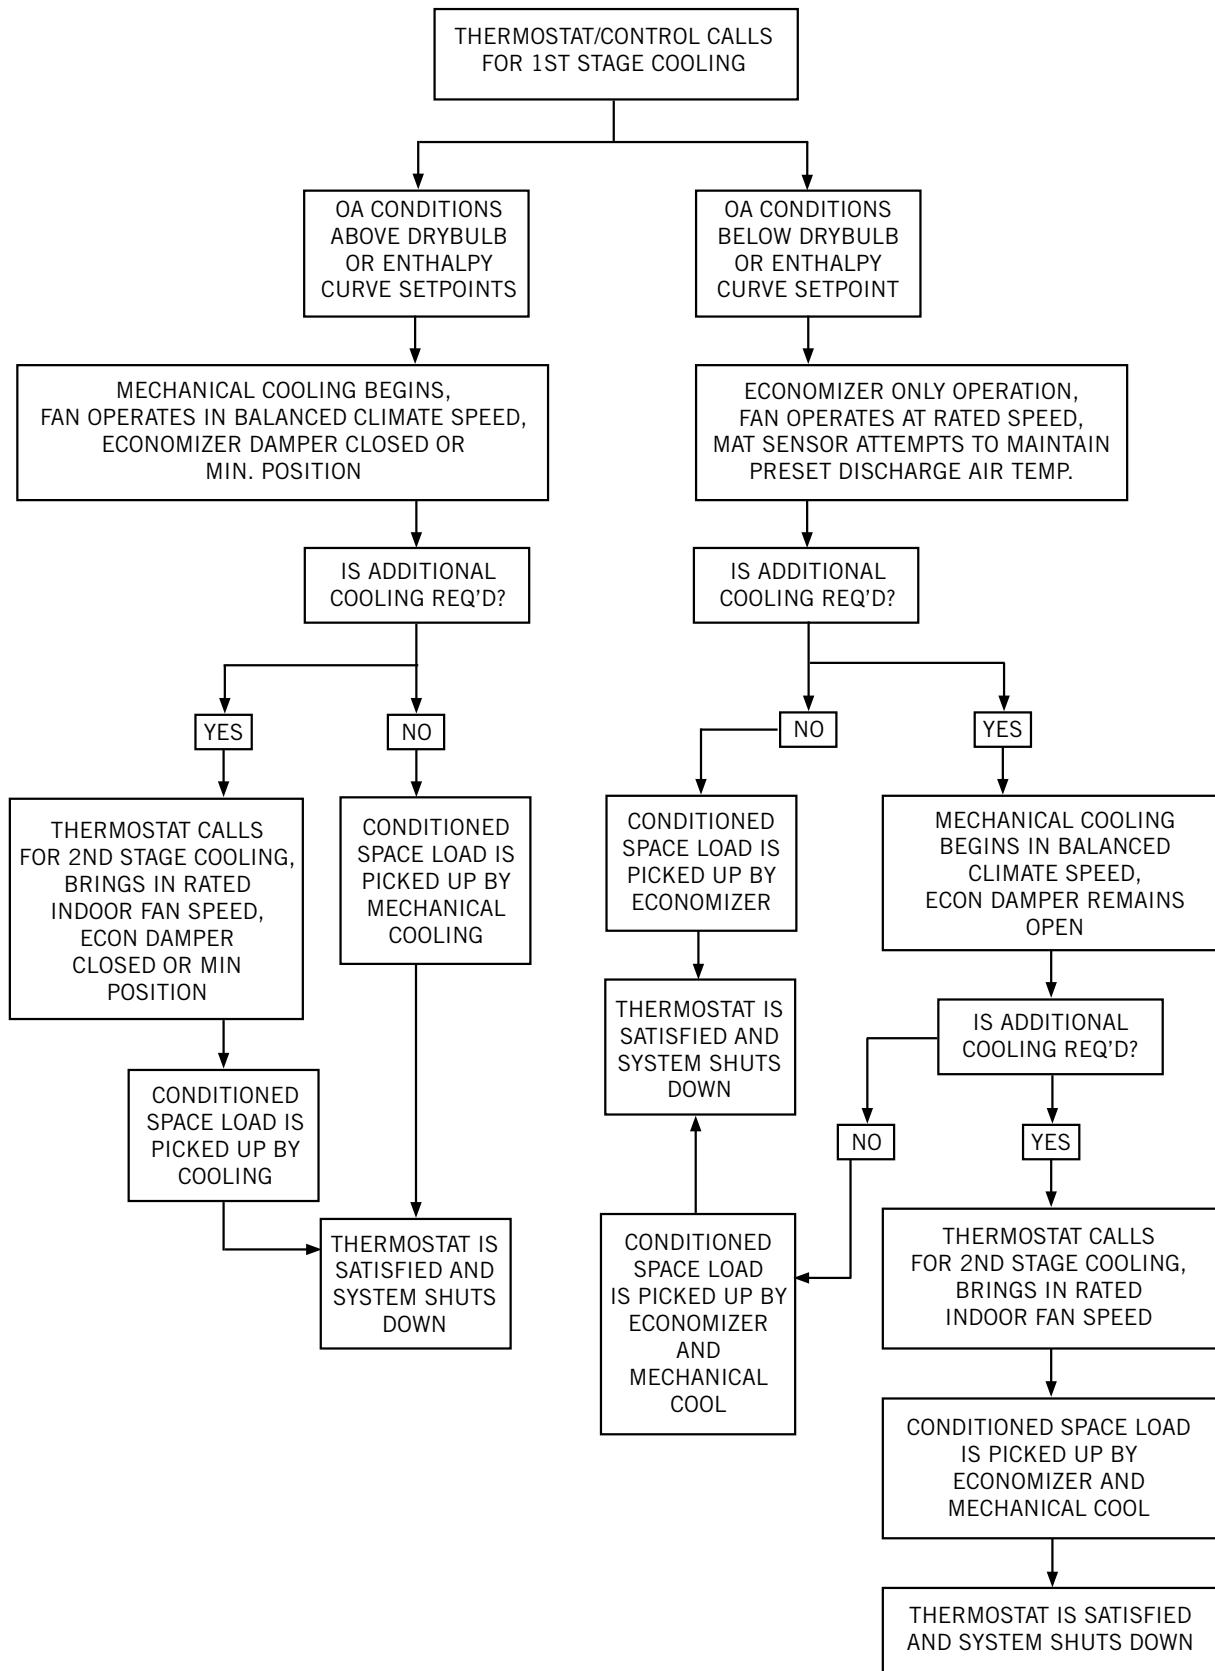 THERMOSTAT/CONTROL CALLS
FOR 1ST STAGE COOLING
OA CONDITIONS
ABOVE DRYBULB
OR ENTHALPY
CURVE SETPOINTS
OA CONDITIONS
BELOW DRYBULB
OR ENTHALPY
CURVE SETPOINT
MECHANICAL COOLING BEGINS,
FAN OPERATES IN BALANCED CLIMATE SPEED,
ECONOMIZER DAMPER CLOSED OR
MIN. POSITION
ECONOMIZER ONLY OPERATION,
FAN OPERATES AT RATED SPEED,
MAT SENSOR ATTEMPTS TO MAINTAIN
PRESET DISCHARGE AIR TEMP.
IS ADDITIONAL
COOLING REQ’D?
IS ADDITIONAL
COOLING REQ’D?
YES
NO
NO
YES
THERMOSTAT CALLS
FOR 2ND STAGE COOLING,
BRINGS IN RATED
INDOOR FAN SPEED,
ECON DAMPER
CLOSED OR MIN
POSITION
CONDITIONED
SPACE LOAD IS
PICKED UP BY
MECHANICAL
COOLING
CONDITIONED
SPACE LOAD IS
PICKED UP BY
ECONOMIZER
MECHANICAL COOLING
BEGINS IN BALANCED
CLIMATE SPEED,
ECON DAMPER REMAINS
OPEN
THERMOSTAT IS
SATISFIED AND
SYSTEM SHUTS
DOWN
IS ADDITIONAL
COOLING REQ’D?
CONDITIONED
SPACE LOAD IS
PICKED UP BY
COOLING
NO
YES
THERMOSTAT IS
SATISFIED AND
SYSTEM SHUTS
DOWN
CONDITIONED
SPACE LOAD
IS PICKED UP BY
ECONOMIZER
AND
MECHANICAL
COOL
THERMOSTAT CALLS
FOR 2ND STAGE COOLING,
BRINGS IN RATED
INDOOR FAN SPEED
CONDITIONED SPACE LOAD
IS PICKED UP BY
ECONOMIZER AND
MECHANICAL COOL
THERMOSTAT IS SATISFIED
AND SYSTEM SHUTS DOWN